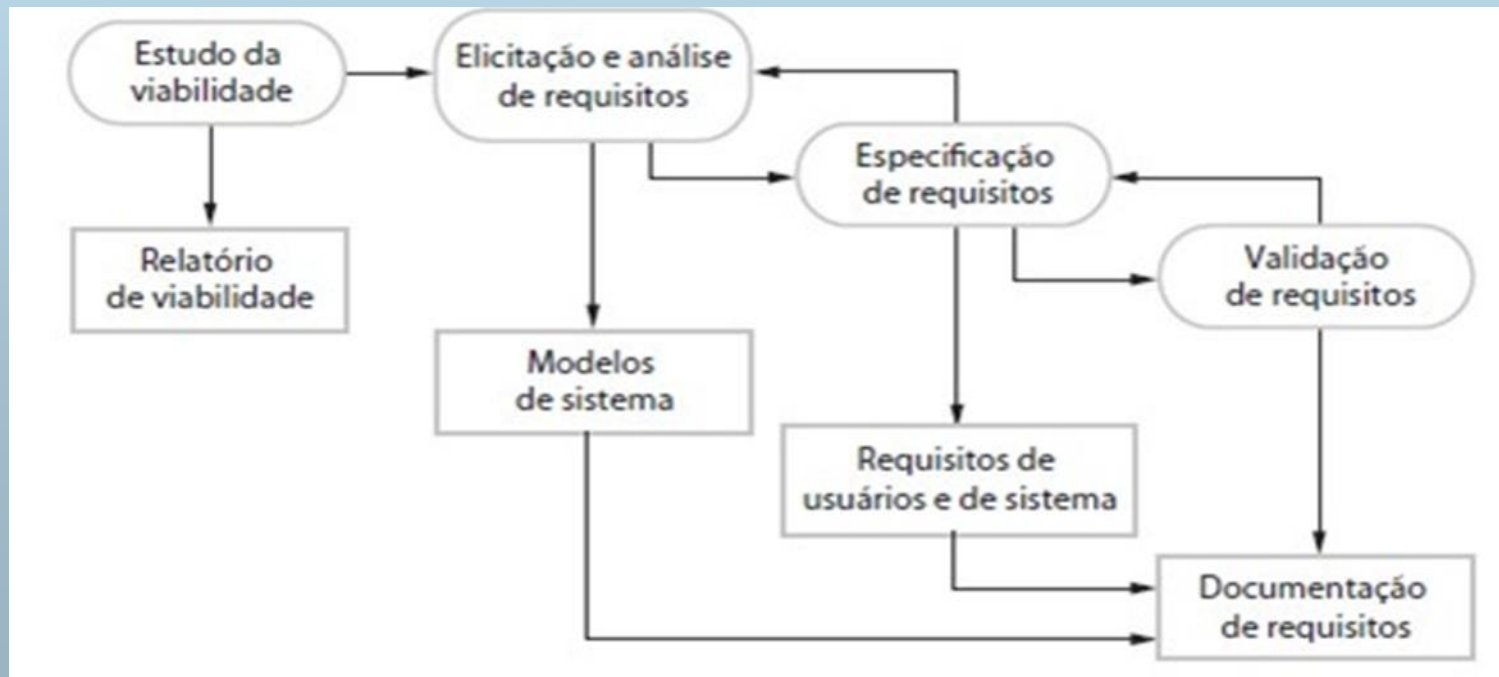 Estudo da
viabilidade
Elicitação e análise
de requisitos
Especificação
de requisitos
Validação
de requisitos
Relatório
de viabilidade
Modelos
de sistema
Requisitos de
usuários e de sistema
Documentação
de requisitos